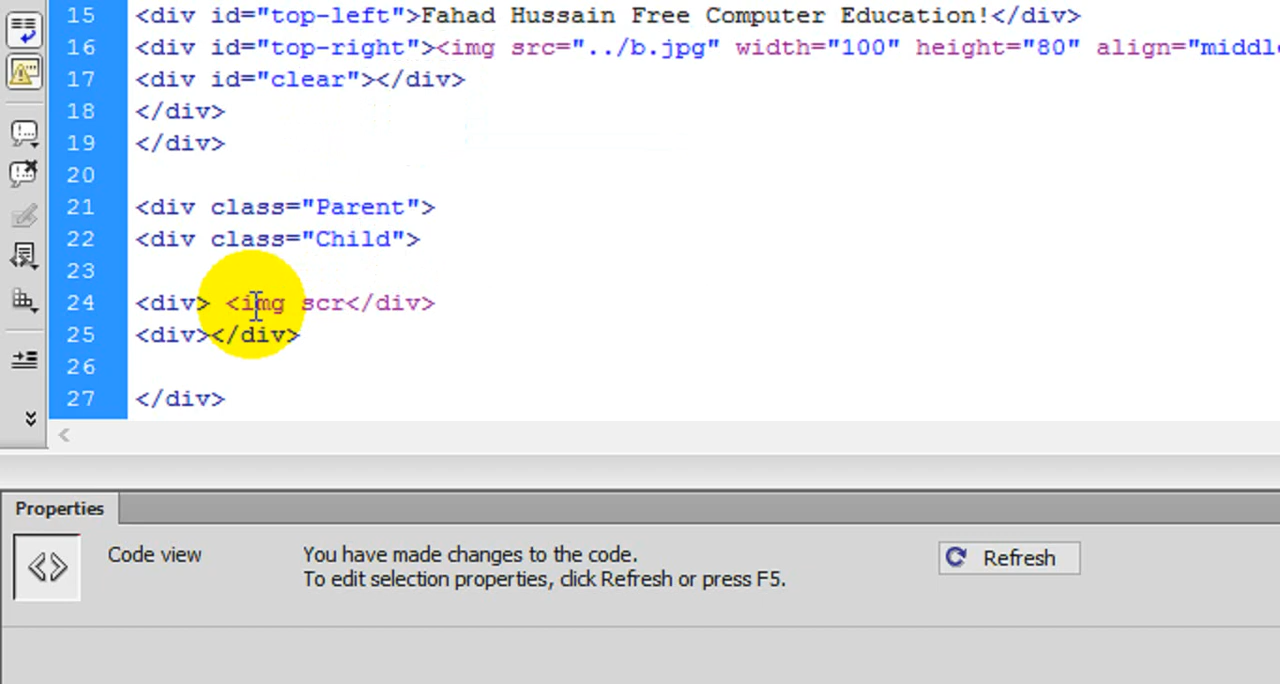 15 <div id="top-left">Fahad Hussain Free Computer Education!</div>
16 <div id="top-right"><img src="../b.jpg" width="100" height="80" align="middl
17 <div id="clear"></div>
18 </div>
19 </div>
20
21 <div class="Parent">
22 <div class="Child">
23
24 <div> <img scr</div>
25 <div></div>
26
27 </div>
Properties
Code view You have made changes to the code. Refresh
To edit selection properties, click Refresh or press F5.